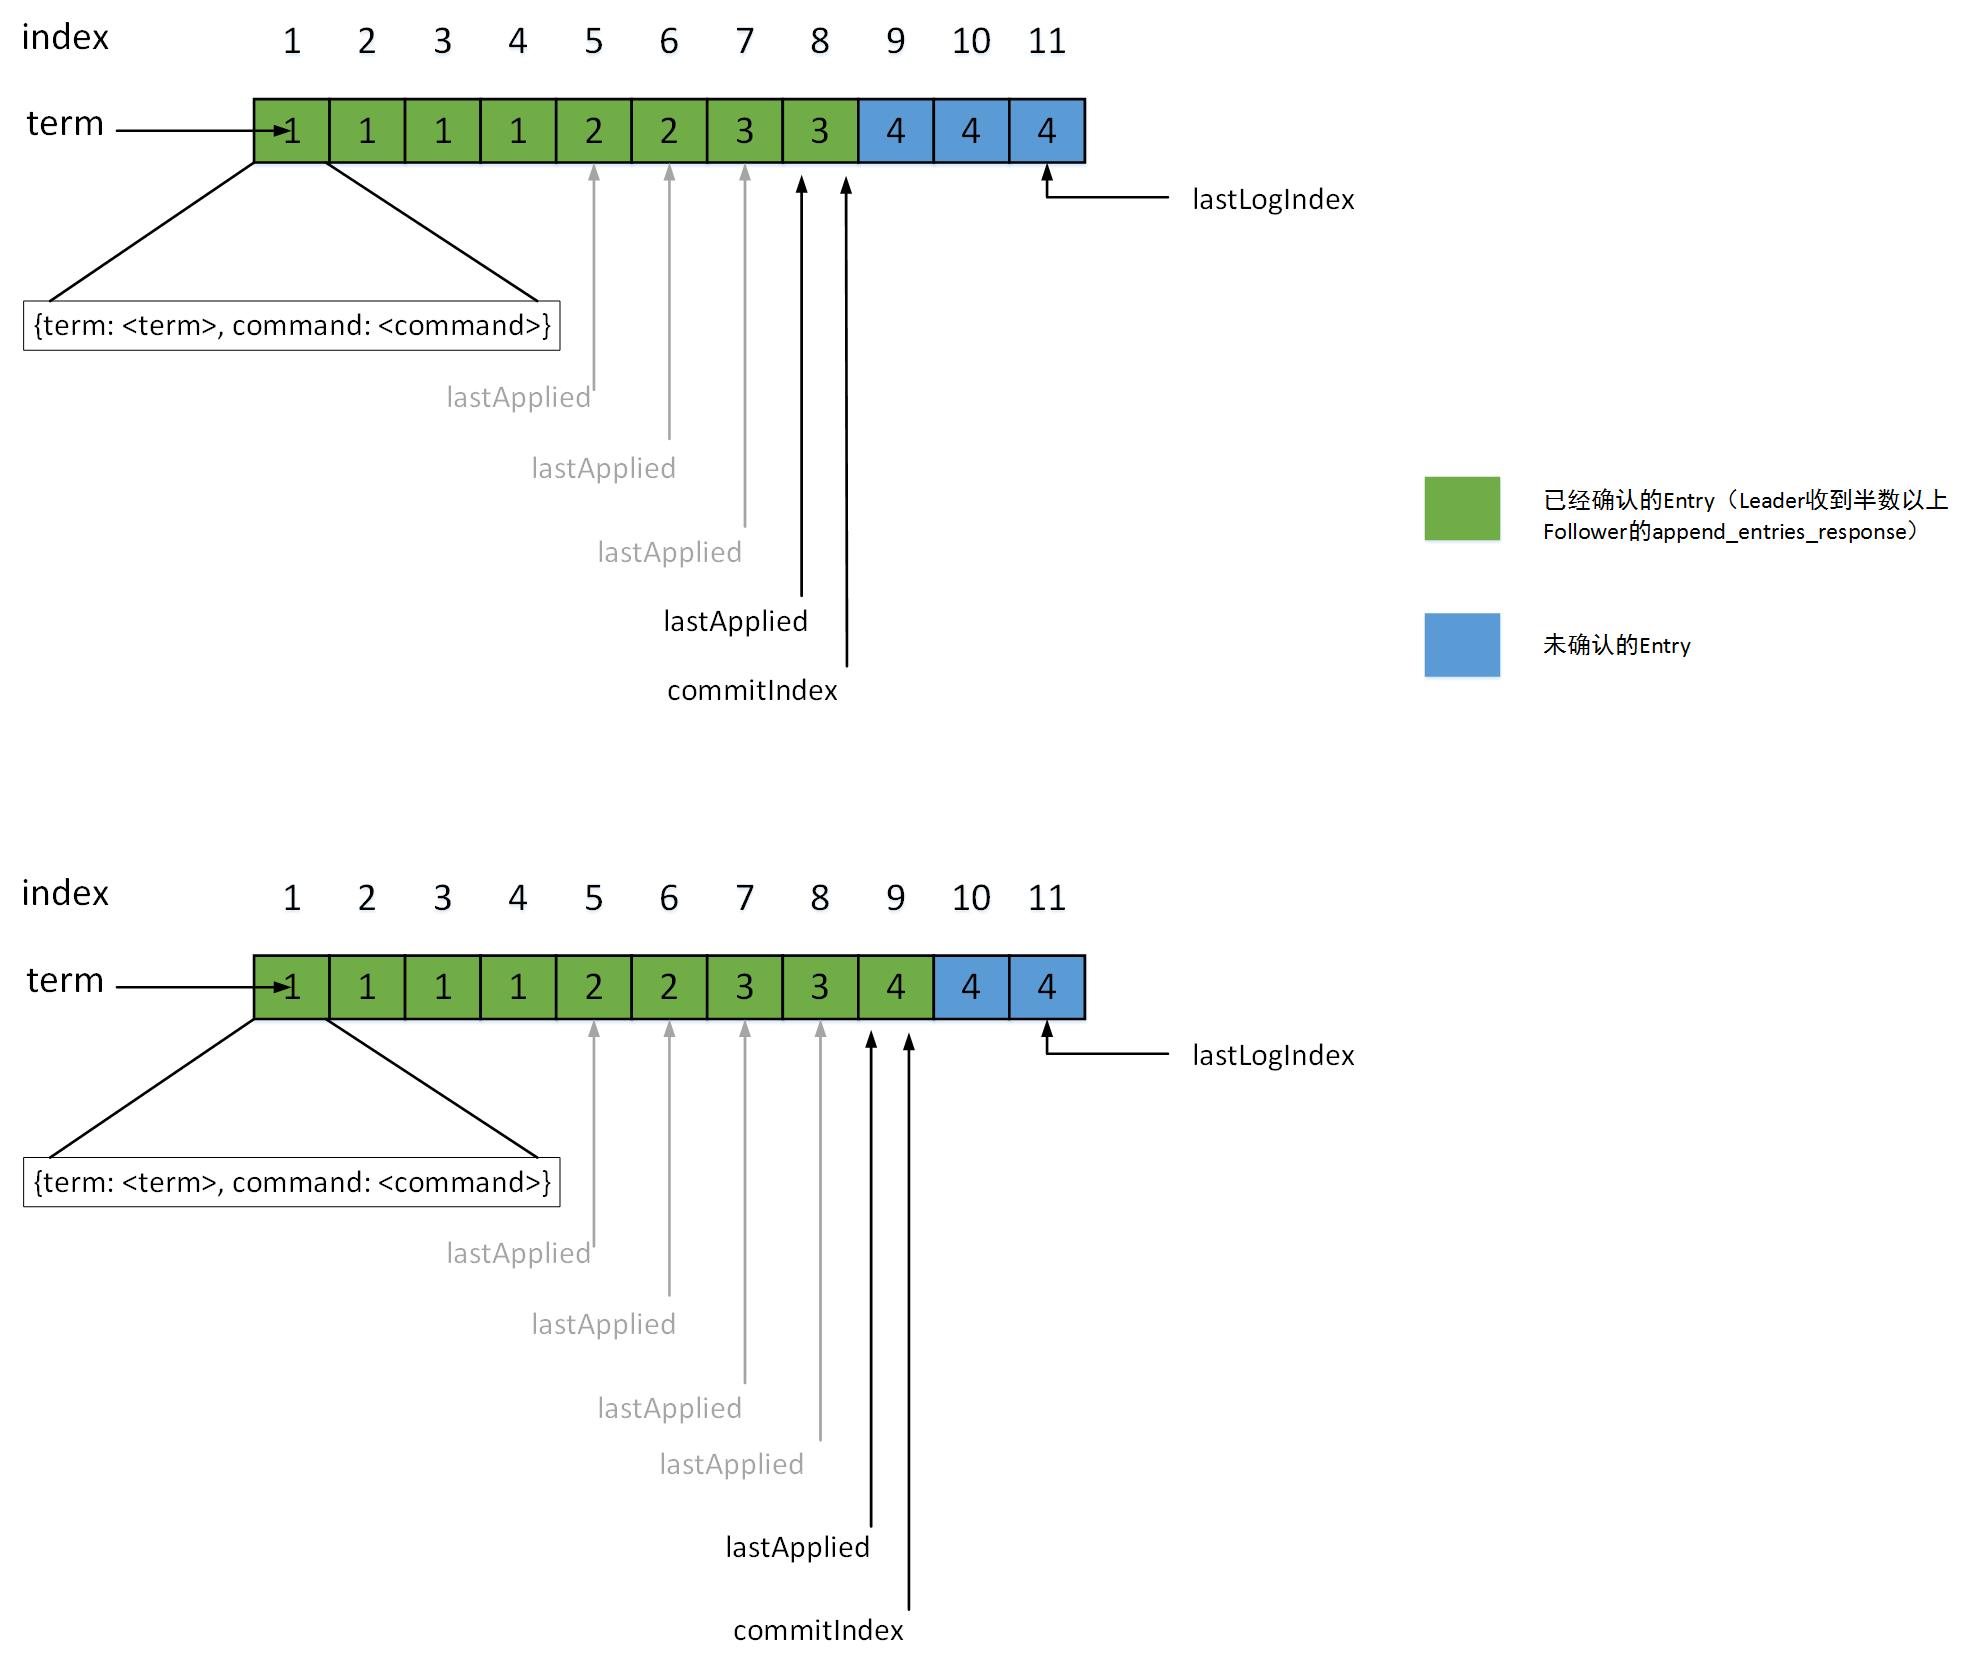 index 1 2 3 4 5 6 7 8 9 10 11
term 1 1 1 1 2 2 3 3 4 4 4
lastLogIndex
{term: <term>, command: <command>}
lastApplied
lastApplied
已经确认的Entry（Leader收到半数以上
Follower的append_entries_response）
lastApplied
lastApplied
未确认的Entry
commitIndex
index 1 2 3 4 5 6 7 8 9 10 11
term 1 1 1 1 2 2 3 3 4 4 4
lastLogIndex
{term: <term>, command: <command>}
lastApplied
lastApplied
lastApplied
lastApplied
lastApplied
commitIndex